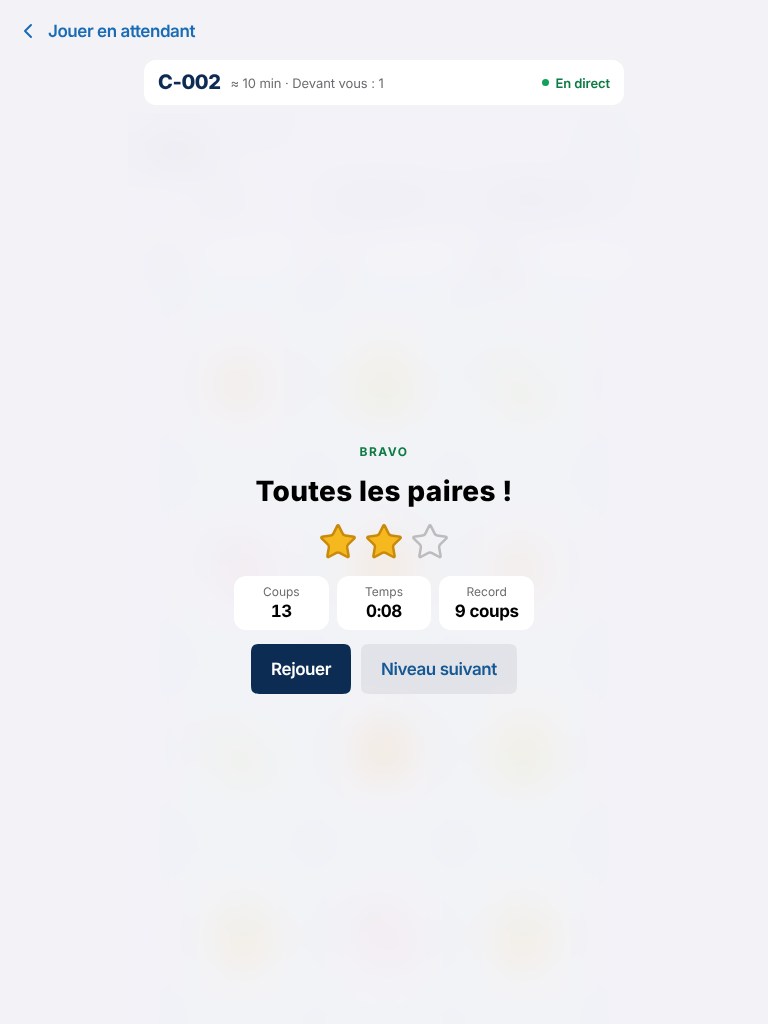 Jouer en attendant
C-002 ≈ 10 min · Devant vous : 1 En direct
BRAVO
Toutes les paires !
Coups Temps Record
13 0:08 9 coups
Rejouer Niveau suivant